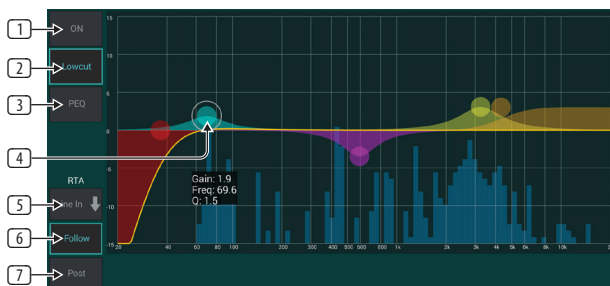 1 ON
2 Lowcut
3 PEQ
4
RTA
5 ne In
6 Follow
7 Post
15
10
5
0
-5
-10
-15
Gain: 1.9
Freq: 69.6
Q: 1.5
20 40 60 80 100 200 300 400 500 600 1k 2k 3k 4k 5k 6k 8k 10k